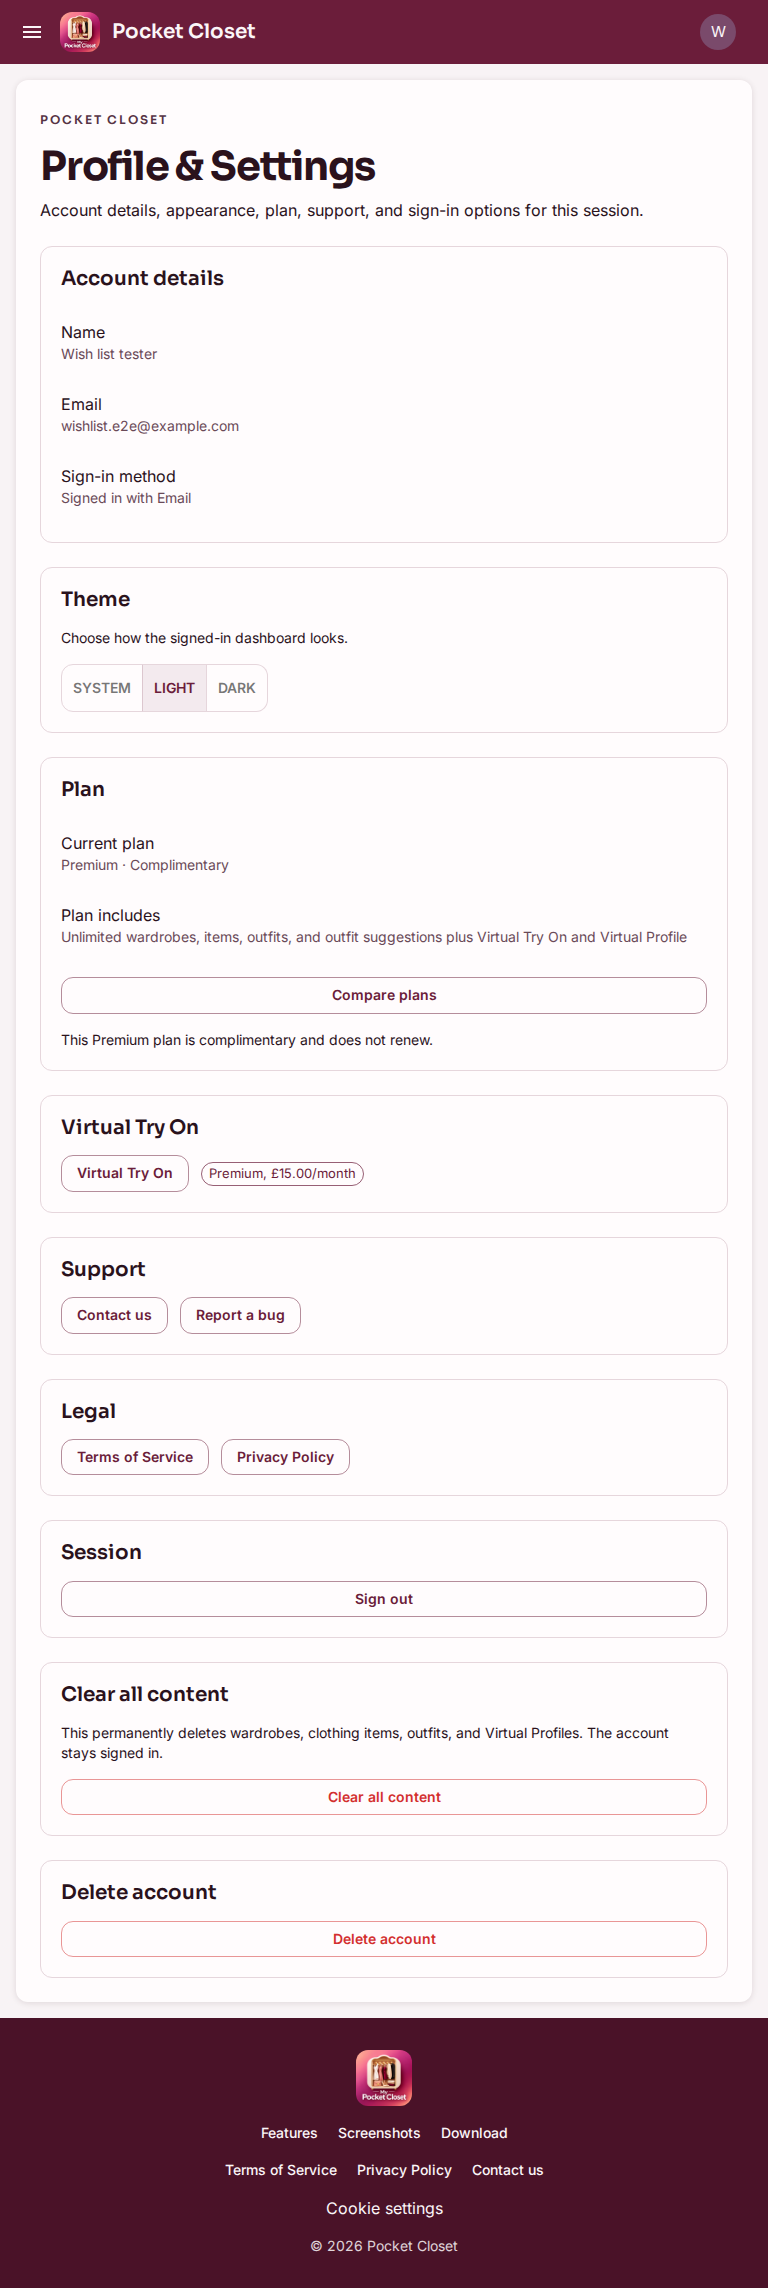 My
Pocket Closet
Pocket Closet
W
POCKET CLOSET
Profile & Settings
Account details, appearance, plan, support, and sign-in options for this session.
Account details
Name
Wish list tester
Email
wishlist.e2e@example.com
Sign-in method
Signed in with Email
Theme
Choose how the signed-in dashboard looks.
SYSTEM LIGHT DARK
Plan
Current plan
Premium · Complimentary
Plan includes
Unlimited wardrobes, items, outfits, and outfit suggestions plus Virtual Try On and Virtual Profile
Compare plans
This Premium plan is complimentary and does not renew.
Virtual Try On
Virtual Try On Premium, £15.00/month
Support
Contact us Report a bug
Legal
Terms of Service Privacy Policy
Session
Sign out
Clear all content
This permanently deletes wardrobes, clothing items, outfits, and Virtual Profiles. The account
stays signed in.
Clear all content
Delete account
Delete account
My
Pocket Closet
Features Screenshots Download
Terms of Service Privacy Policy Contact us
Cookie settings
© 2026 Pocket Closet